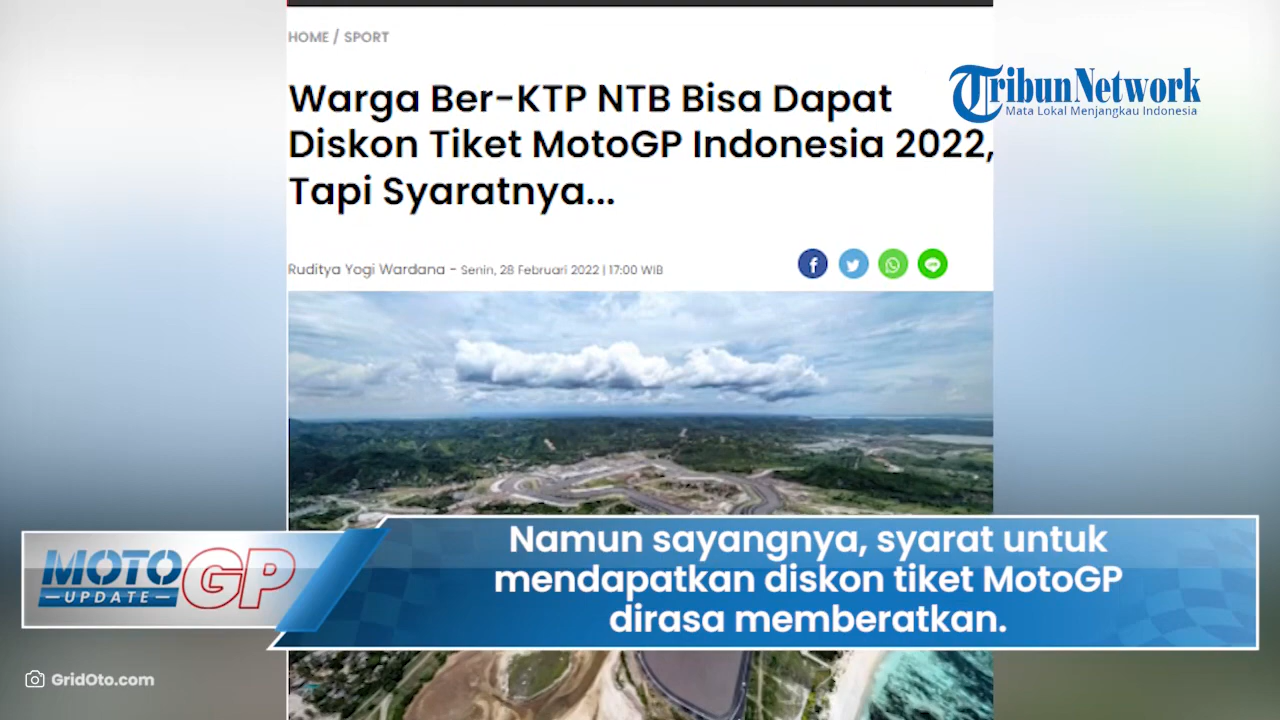 HOME / SPORT
Warga Ber-KTP NTB Bisa Dapat
Diskon Tiket MotoGP Indonesia 2022,
Tapi Syaratnya...
Ruditya Yogi Wardana - Senin, 28 Februari 2022 | 17:00 WIB
TribunNetwork
Mata Lokal Menjangkau Indonesia
Namun sayangnya, syarat untuk
mendapatkan diskon tiket MotoGP
dirasa memberatkan.
MOTO GP
UPDATE
GridOto.com